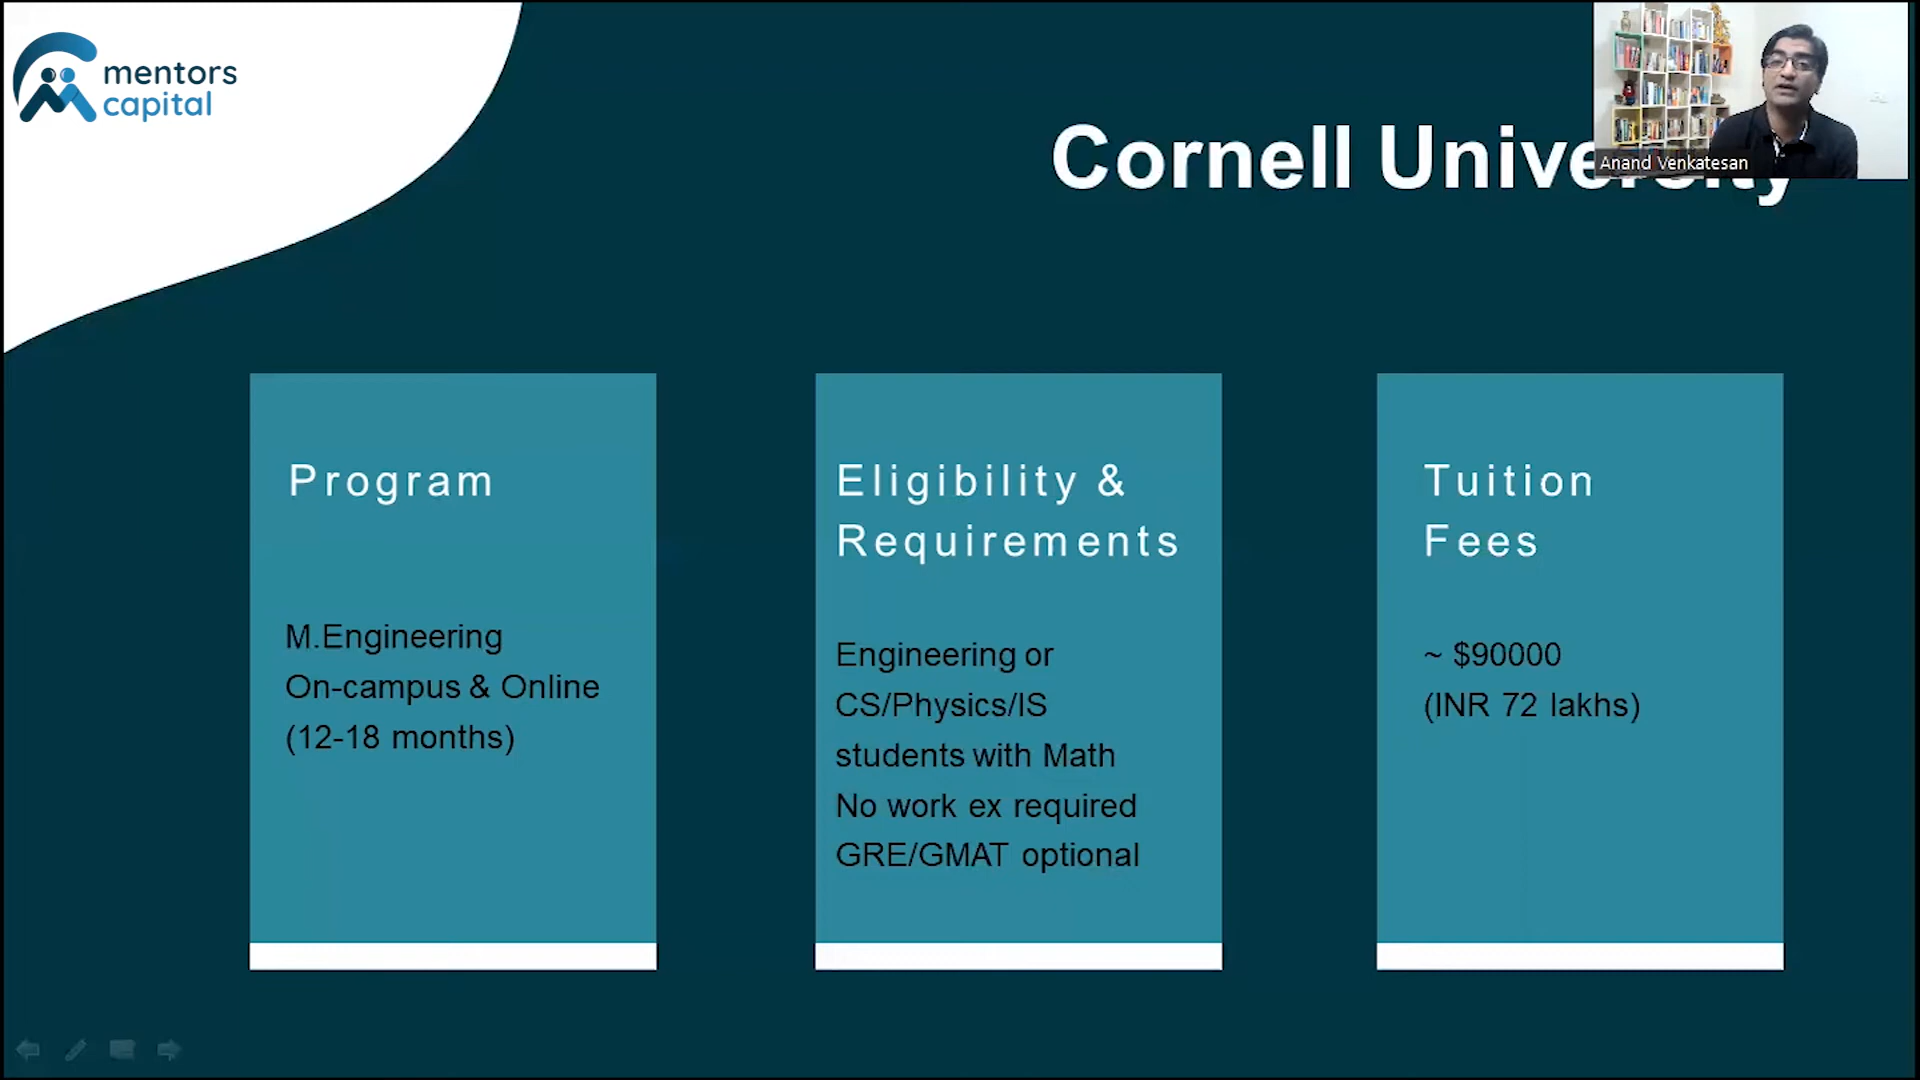 mentors
capital
Cornell University
Anand Venkatesan
Program
M.Engineering
On-campus & Online
(12-18 months)
Eligibility &
Requirements
Engineering or
CS/Physics/IS
students with Math
No work ex required
GRE/GMAT optional
Tuition
Fees
~ $90000
(INR 72 lakhs)